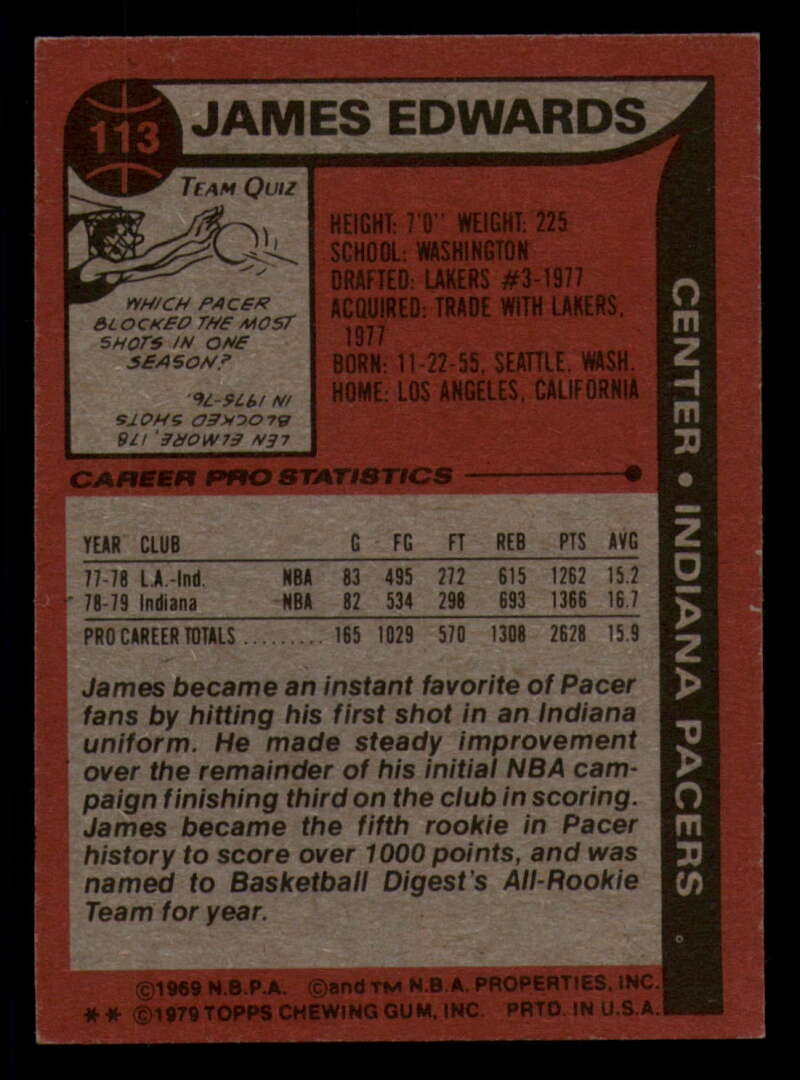 113
JAMES EDWARDS
TEAM QUIZ
WHICH PACER
BLOCKED THE MOST
SHOTS IN ONE
SEASON?
LEN ELMORE, 178
BLOCKED SHOTS
IN 1975-76.
HEIGHT: 7'0" WEIGHT: 225
SCHOOL: WASHINGTON
DRAFTED: LAKERS #3-1977
ACQUIRED: TRADE WITH LAKERS,
1977
BORN: 11-22-55, SEATTLE, WASH.
HOME: LOS ANGELES, CALIFORNIA
CENTER • INDIANA PACERS
CAREER PRO STATISTICS
YEAR CLUB G FG FT REB PTS AVG
77-78 L.A.-Ind. NBA 83 495 272 615 1262 15.2
78-79 Indiana NBA 82 534 298 693 1366 16.7
PRO CAREER TOTALS ......... 165 1029 570 1308 2628 15.9
James became an instant favorite of Pacer
fans by hitting his first shot in an Indiana
uniform. He made steady improvement
over the remainder of his initial NBA cam-
paign finishing third on the club in scoring.
James became the fifth rookie in Pacer
history to score over 1000 points, and was
named to Basketball Digest's All-Rookie
Team for year.
©1969 N.B.P.A. ©and TM N.B.A. PROPERTIES, INC.
** ©1979 TOPPS CHEWING GUM, INC. PRTD. IN U.S.A.